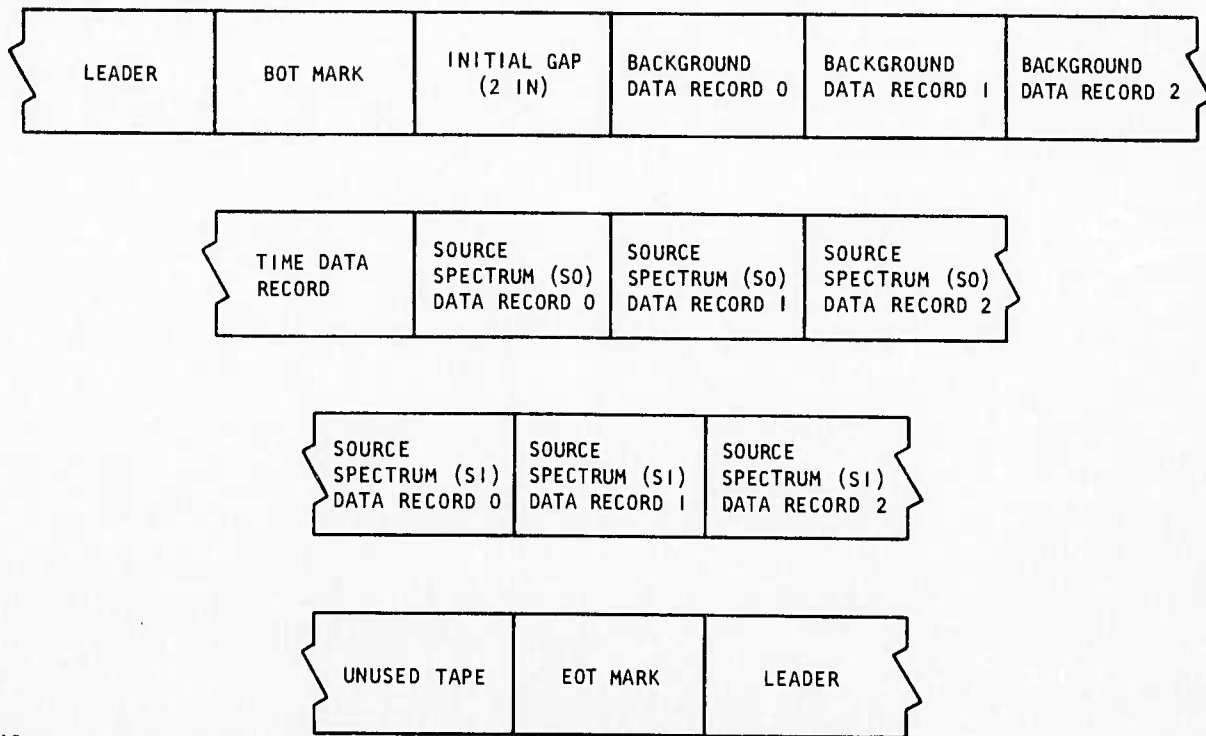 LEADER
BOT MARK
INITIAL GAP
(2 IN)
BACKGROUND
DATA RECORD 0
BACKGROUND
DATA RECORD 1
BACKGROUND
DATA RECORD 2
TIME DATA
RECORD
SOURCE
SPECTRUM (S0)
DATA RECORD 0
SOURCE
SPECTRUM (S0)
DATA RECORD 1
SOURCE
SPECTRUM (S0)
DATA RECORD 2
SOURCE
SPECTRUM (S1)
DATA RECORD 0
SOURCE
SPECTRUM (S1)
DATA RECORD 1
SOURCE
SPECTRUM (S1)
DATA RECORD 2
UNUSED TAPE
EOT MARK
LEADER